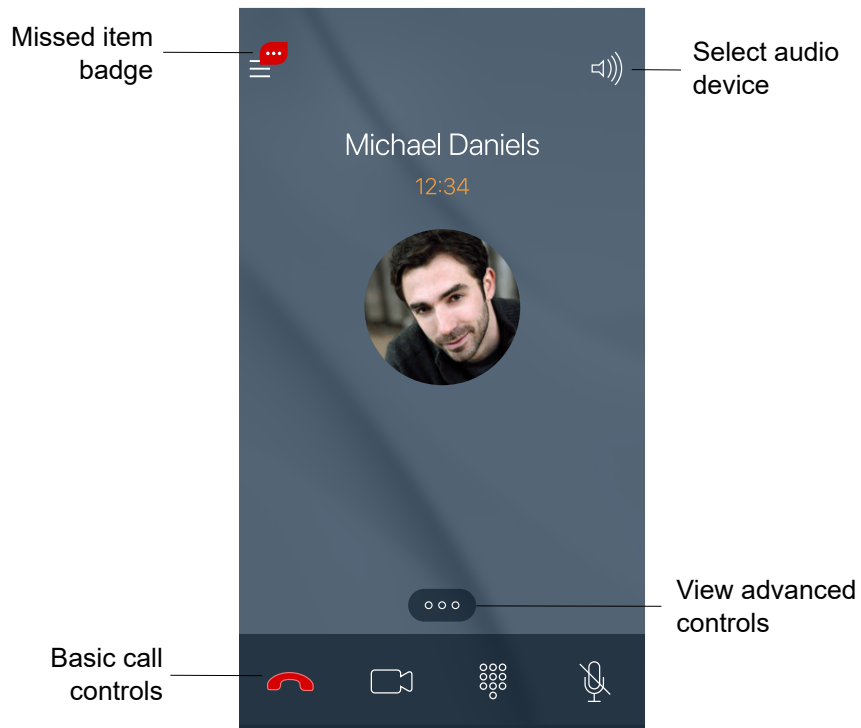 Missed item
badge
Select audio
device
Michael Daniels
12:34
View advanced
controls
Basic call
controls